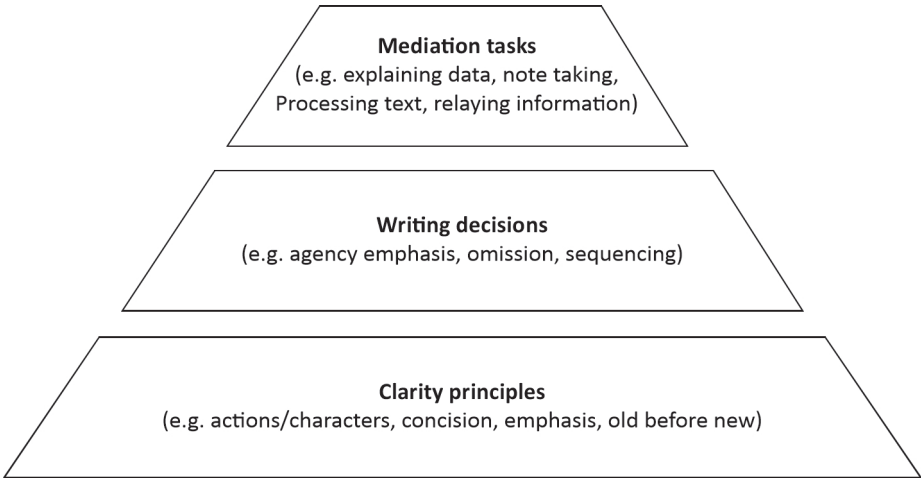 Mediation tasks
(e.g. explaining data, note taking,
Processing text, relaying information)
Writing decisions
(e.g. agency emphasis, omission, sequencing)
Clarity principles
(e.g. actions/characters, concision, emphasis, old before new)